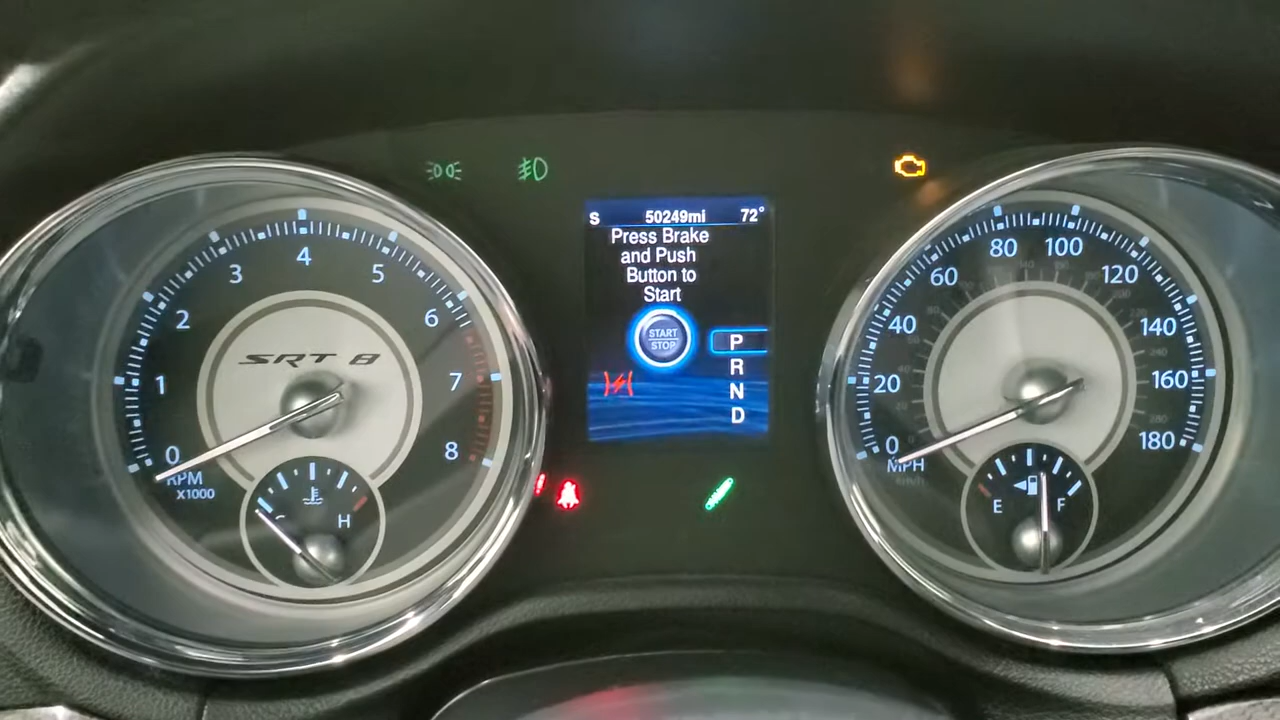 S 50249mi 72°
Press Brake
and Push
Button to
Start
START
STOP
P
R
N
D
SRT 8
0 1 2 3 4 5 6 7 8
RPM
X1000
H
0 20 40 60 80 100 120 140 160 180
MPH
km/h
E F